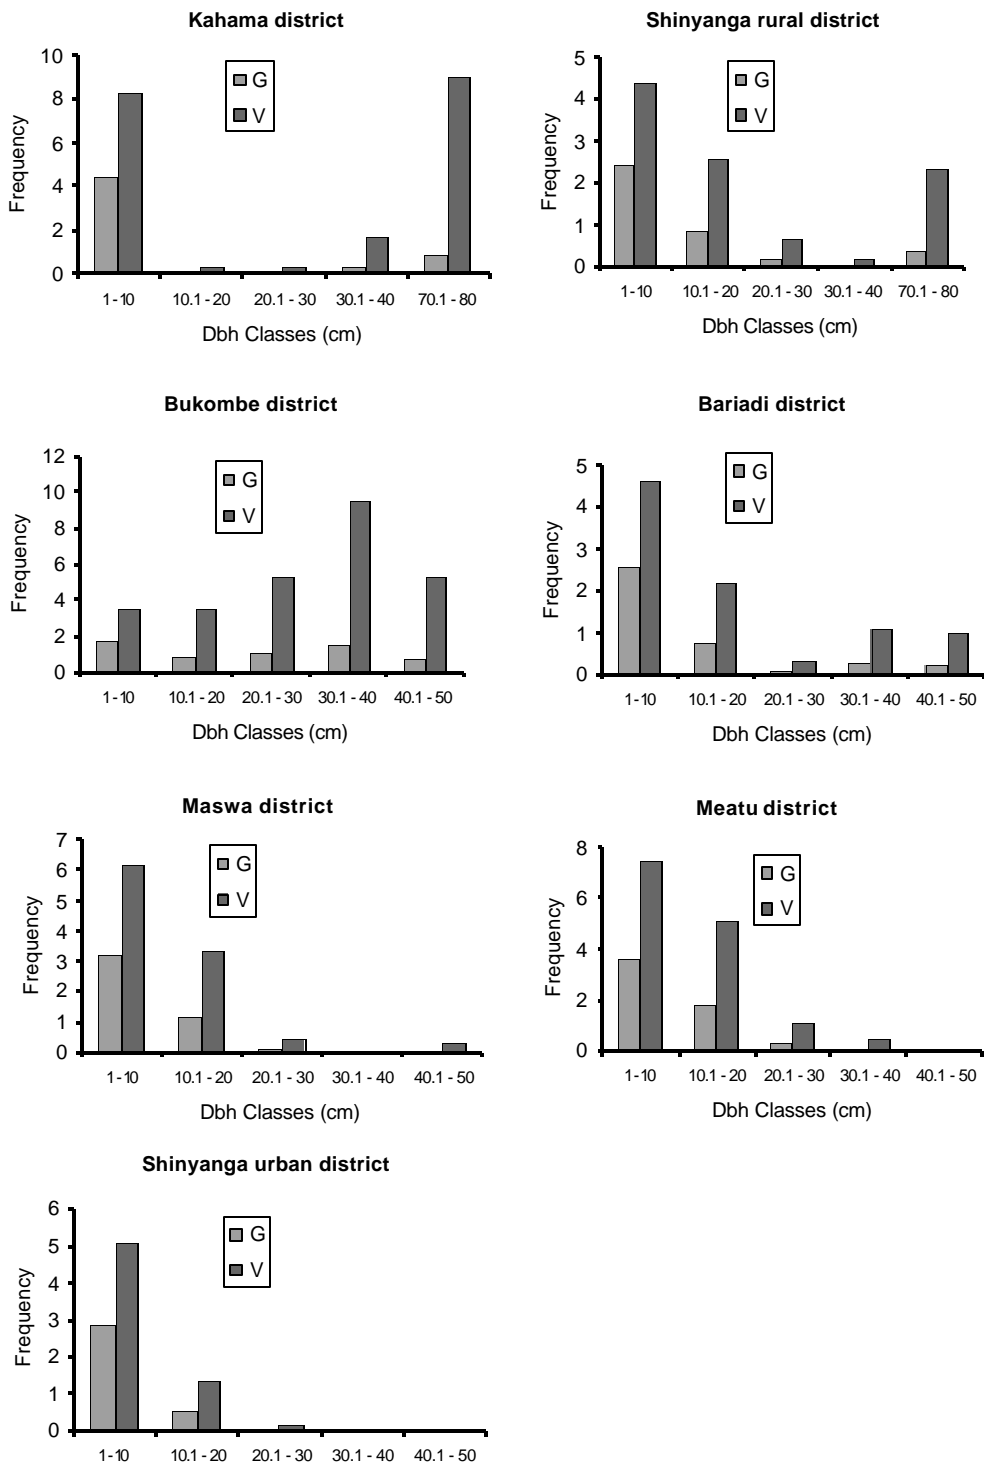 Kahama district
10
8
6
4
2
0
Frequency
G
V
1-10 10.1 - 20 20.1 - 30 30.1 - 40 70.1 - 80
Dbh Classes (cm)
Shinyanga rural district
5
4
3
2
1
0
Frequency
G
V
1-10 10.1 - 20 20.1 - 30 30.1 - 40 70.1 - 80
Dbh Classes (cm)
Bukombe district
12
10
8
6
4
2
0
Frequency
G
V
1-10 10.1 - 20 20.1 - 30 30.1 - 40 40.1 - 50
Dbh Classes (cm)
Bariadi district
5
4
3
2
1
0
Frequency
G
V
1-10 10.1 - 20 20.1 - 30 30.1 - 40 40.1 - 50
Dbh Classes (cm)
Maswa district
7
6
5
4
3
2
1
0
Frequency
G
V
1-10 10.1 - 20 20.1 - 30 30.1 - 40 40.1 - 50
Dbh Classes (cm)
Meatu district
8
6
4
2
0
Frequency
G
V
1-10 10.1 - 20 20.1 - 30 30.1 - 40 40.1 - 50
Dbh Classes (cm)
Shinyanga urban district
6
5
4
3
2
1
0
Frequency
G
V
1-10 10.1 - 20 20.1 - 30 30.1 - 40 40.1 - 50